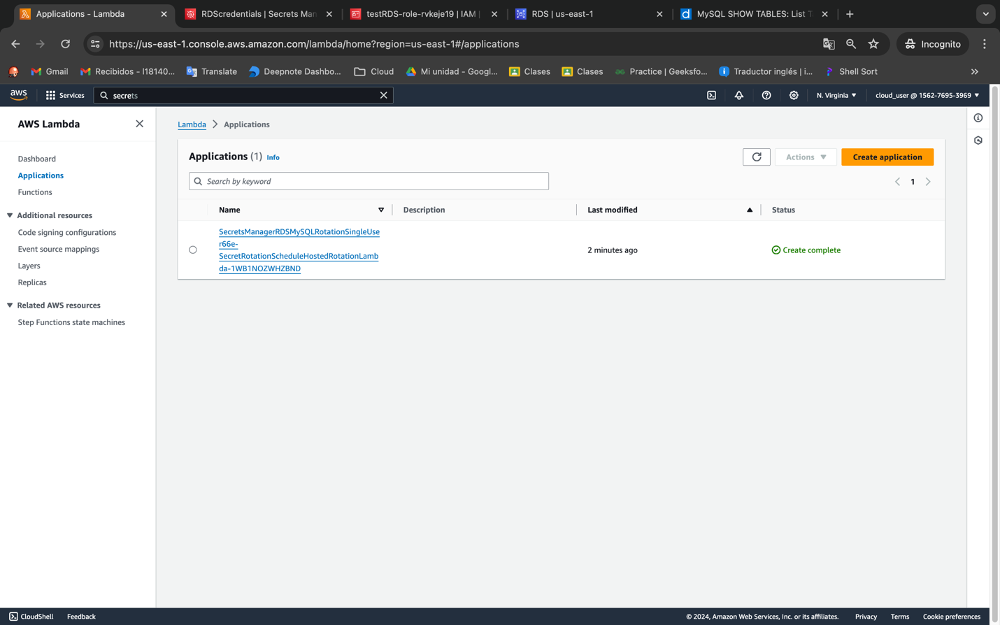 Applications - Lambda
RDScredentials | Secrets Man
testRDS-role-rvkeje19 | IAM |
RDS | us-east-1
MySQL SHOW TABLES: List T
https://us-east-1.console.aws.amazon.com/lambda/home?region=us-east-1#/applications
Incognito
Gmail
Recibidos - l18140...
Translate
Deepnote Dashbo...
Cloud
Mi unidad - Googl...
Clases
Clases
Practice | Geeksfo...
Traductor inglés | i...
Shell Sort
aws
Services
secrets
N. Virginia
cloud_user @ 1562-7695-3969
AWS Lambda
Dashboard
Applications
Functions
Additional resources
Code signing configurations
Event source mappings
Layers
Replicas
Related AWS resources
Step Functions state machines
Lambda
Applications
Applications (1) Info
Actions
Create application
Search by keyword
1
Name
Description
Last modified
Status
SecretsManagerRDSMySQLRotationSingleUse
r66e-
SecretRotationScheduleHostedRotationLamb
da-1WB1NOZWHZBND
2 minutes ago
Create complete
CloudShell
Feedback
© 2024, Amazon Web Services, Inc. or its affiliates.
Privacy
Terms
Cookie preferences